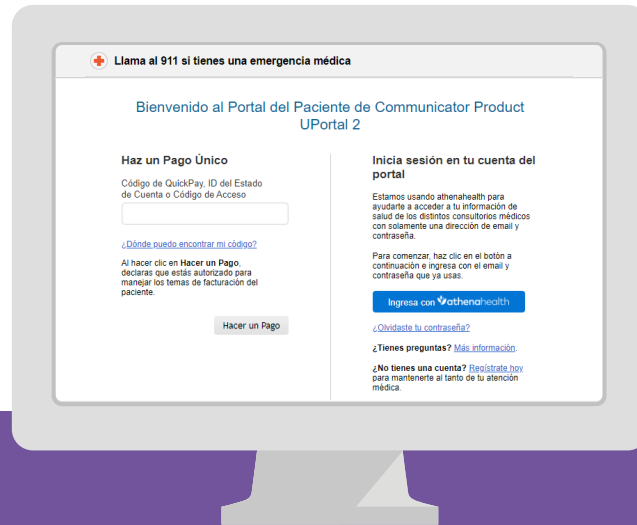 Llama al 911 si tienes una emergencia médica
Bienvenido al Portal del Paciente de Communicator Product
UPortal 2
Haz un Pago Único
Código de QuickPay, ID del Estado
de Cuenta o Código de Acceso
¿Dónde puedo encontrar mi código?
Al hacer clic en Hacer un Pago,
declaras que estás autorizado para
manejar los temas de facturación del
paciente.
Hacer un Pago
Inicia sesión en tu cuenta del
portal
Estamos usando athenahealth para
ayudarte a acceder a tu información de
salud de los distintos consultorios médicos
con solamente una dirección de email y
contraseña.
Para comenzar, haz clic en el botón a
continuación e ingresa con el email y
contraseña que ya usas.
Ingresa con athenahealth
¿Olvidaste tu contraseña?
¿Tienes preguntas? Más información.
¿No tienes una cuenta? Regístrate hoy
para mantenerte al tanto de tu atención
médica.